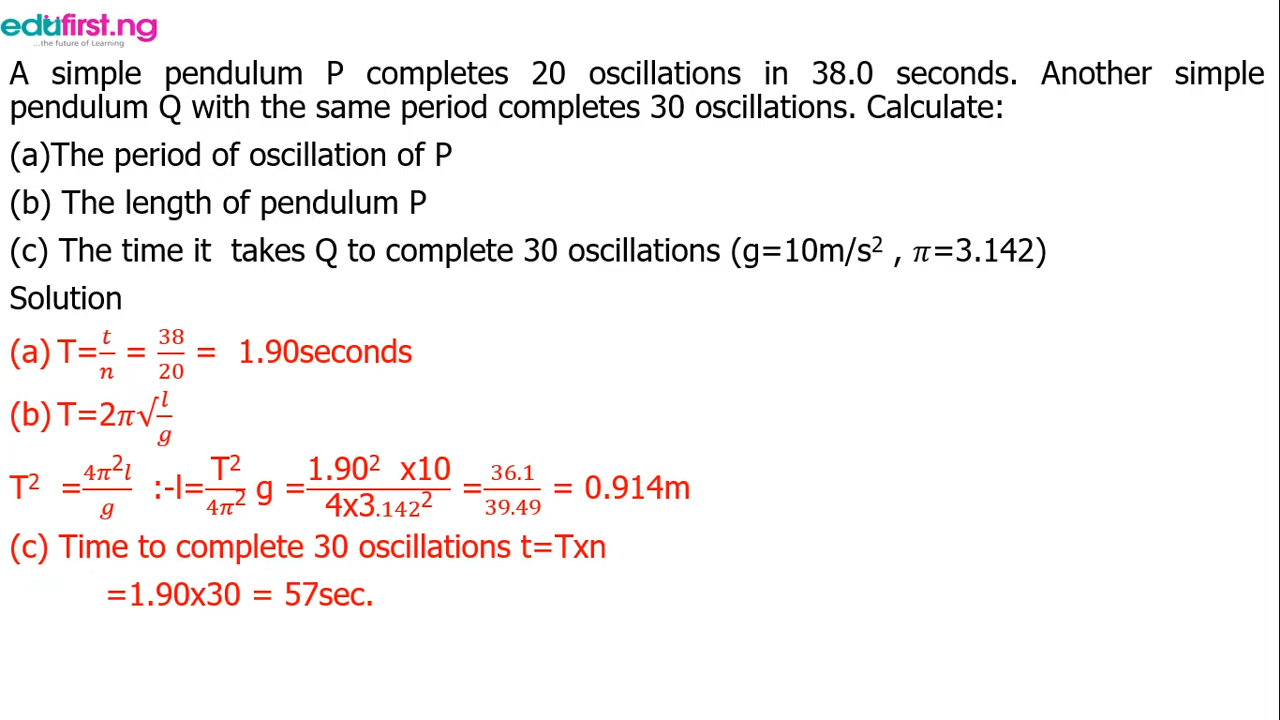 edufirst.ng
...the future of Learning
A simple pendulum P completes 20 oscillations in 38.0 seconds. Another simple
pendulum Q with the same period completes 30 oscillations. Calculate:
(a)The period of oscillation of P
(b) The length of pendulum P
(c) The time it takes Q to complete 30 oscillations (g=10m/s² , π=3.142)
Solution
(a) T=t/n = 38/20 = 1.90seconds
(b) T=2π√l/g
T² =4π²l/g :-l=T²/4π² g =1.90² x10/4x3.142² =36.1/39.49 = 0.914m
(c) Time to complete 30 oscillations t=Txn
=1.90x30 = 57sec.